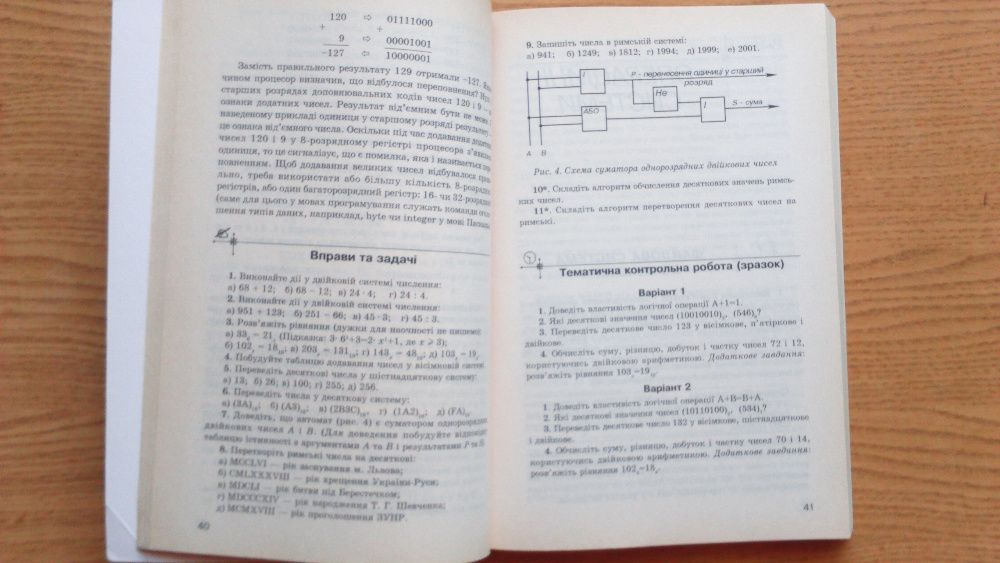 120 ⇨ 01111000
+ +
9 ⇨ 00001001
−127 ⇦ 10000001
Замість правильного результату 129 отримали −127. Яким
чином процесор визначив, що відбулося переповнення?
старших розрядах доповнювальних кодів чисел 120 і 9 —
ознаки додатних чисел. Результат від'ємним бути не може
наведеному прикладі одиниця у старшому розряді результату
це ознака від'ємного числа. Оскільки під час додавання додатних
чисел 120 і 9 у 8-розрядному регістрі процесора
одиниця, то це сигналізує, що є помилка, яка і називається
повненням. Щоб додавання великих чисел відбувалося
льно, треба використати або більшу кількість 8-розрядних
регістрів, або один багаторозрядний регістр: 16- чи 32-розрядний
(саме для цього у мовах програмування служать команди
шення типів даних, наприклад, byte чи integer у мові
Вправи та задачі
1. Виконайте дії у двійковій системі числення:
а) 68 + 12; б) 68 − 12; в) 24 · 4; г) 24 : 4.
2. Виконайте дії у двійковій системі числення:
а) 951 + 123; б) 251 − 66; в) 45 · 3; г) 45 : 3.
3. Розв'яжіть рівняння (дужки для наочності не пишемо):
4. Побудуйте таблицю додавання чисел у вісімковій системі
5. Переведіть десяткові числа у шістнадцяткову систему:
а) 13; б) 26; в) 100; г) 255; д) 256.
6. Переведіть числа у десяткову систему:
а) (3A)₁₆; б) (A3)₁₆; в) (2B3C)₁₆; г) (1A2)₁₆; д) (FA)₁₆.
7. Доведіть, що автомат (рис. 4) є суматором однорозрядних
двійкових чисел A і B. (Для доведення побудуйте
таблицю істинності з аргументами A та B і результатами P та S)
8. Перетворіть римські числа на десяткові:
а) MCCLVI — рік заснування м. Львова;
б) CMLXXXVIII — рік хрещення України-Руси;
в) MDCLI — рік битви під Берестечком;
г) MDCCCXIV — рік народження Т. Г. Шевченка;
д) MCMXVIII — рік проголошення ЗУНР.
40
9. Запишіть числа в римській системі:
а) 941; б) 1249; в) 1812; г) 1994; д) 1999; е) 2001.
І
P - перенесення одиниці у старший
розряд
Не
АБО
І
S - сума
A B
Рис. 4. Схема суматора однорозрядних двійкових чисел
10*. Складіть алгоритм обчислення десяткових значень римсь-
ких чисел.
11*. Складіть алгоритм перетворення десяткових чисел на
римські.
Тематична контрольна робота (зразок)
Варіант 1
1. Доведіть властивість логічної операції A+1=1.
2. Які десяткові значення чисел (10010010)₂, (546)₈?
3. Переведіть десяткове число 123 у вісімкове, п'ятіркове і
двійкове.
4. Обчисліть суму, різницю, добуток і частку чисел 72 і 12,
користуючись двійковою арифметикою. Додаткове завдання:
розв'яжіть рівняння
Варіант 2
1. Доведіть властивість логічної операції A+B=B+A.
2. Які десяткові значення чисел (10110100)₂, (534)₈?
3. Переведіть десяткове число 132 у вісімкове, шістнадцяткове
і двійкове.
4. Обчисліть суму, різницю, добуток і частку чисел 70 і 14,
користуючись двійковою арифметикою. Додаткове завдання:
розв'яжіть рівняння
41